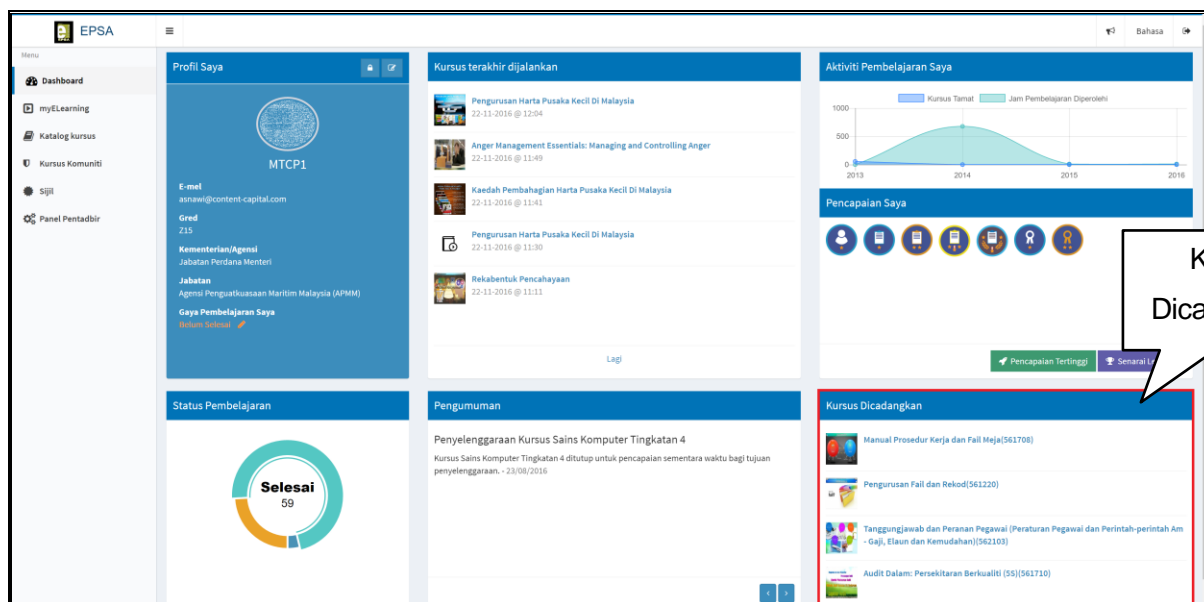 EPSA
Bahasa
Menu
Dashboard
myELearning
Katalog kursus
Kursus Komuniti
Sijil
Panel Pentadbir
Profil Saya
MTCP1
E-mel
asnawi@content-capital.com
Gred
Z15
Kementerian/Agensi
Jabatan Perdana Menteri
Jabatan
Agensi Penguatkuasaan Maritim Malaysia (APMM)
Gaya Pembelajaran Saya
Belum Selesai
Kursus terakhir dijalankan
Pengurusan Harta Pusaka Kecil Di Malaysia
22-11-2016 @ 12:04
Anger Management Essentials: Managing and Controlling Anger
22-11-2016 @ 11:49
Kaedah Pembahagian Harta Pusaka Kecil Di Malaysia
22-11-2016 @ 11:41
Pengurusan Harta Pusaka Kecil Di Malaysia
22-11-2016 @ 11:30
Rekabentuk Pencahayaan
22-11-2016 @ 11:11
Lagi
Aktiviti Pembelajaran Saya
Kursus Tamat Jam Pembelajaran Diperolehi
1000
500
0
2013 2014 2015 2016
Pencapaian Saya
K
Dica
Pencapaian Tertinggi
Senarai
Status Pembelajaran
Selesai
59
Pengumuman
Penyelenggaraan Kursus Sains Komputer Tingkatan 4
Kursus Sains Komputer Tingkatan 4 ditutup untuk pencapaian sementara waktu bagi tujuan
penyelenggaraan. - 23/08/2016
Kursus Dicadangkan
Manual Prosedur Kerja dan Fail Meja(561708)
Pengurusan Fail dan Rekod(561220)
Tanggungjawab dan Peranan Pegawai (Peraturan Pegawai dan Perintah-perintah Am
- Gaji, Elaun dan Kemudahan)(562103)
Audit Dalam: Persekitaran Berkualiti (5S)(561710)